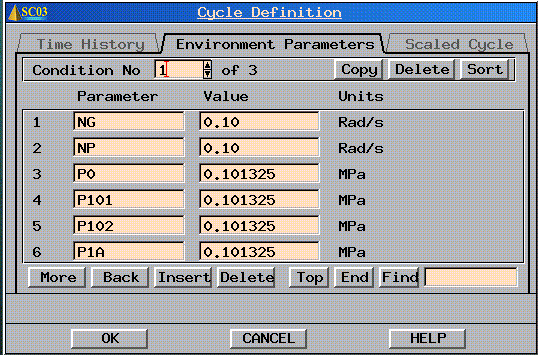 SC03 Cycle Definition
Time History Environment Parameters Scaled Cycle
Condition No 1 of 3 Copy Delete Sort
Parameter Value Units
1 NG 0.10 Rad/s
2 NP 0.10 Rad/s
3 P0 0.101325 MPa
4 P101 0.101325 MPa
5 P102 0.101325 MPa
6 P1A 0.101325 MPa
More Back Insert Delete Top End Find
OK CANCEL HELP